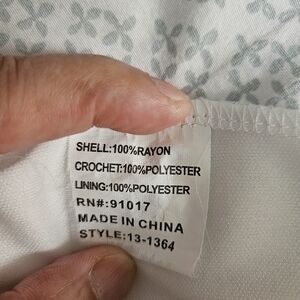 SHELL:100%RAYON
CROCHET:100%POLYESTER
LINING:100%POLYESTER
RN#:91017
MADE IN CHINA
STYLE:13-1364